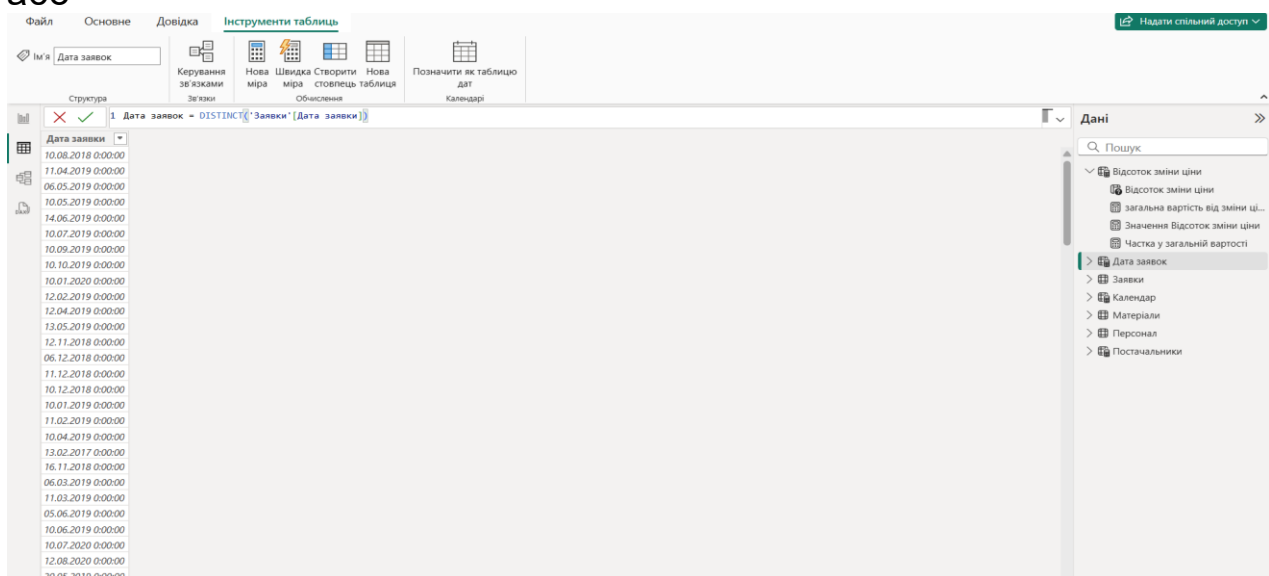 або
Файл Основне Довідка Інструменти таблиць Надати спільний доступ
Ім'я Дата заявок
Керування зв'язками
Нова міра
Швидка міра
Створити стовпець
Нова таблиця
Позначити як таблицю дат
Структура Зв'язки Обчислення Календарі
1 Дата заявок = DISTINCT('Заявки'[Дата заявки])
Дата заявки
10.08.2018 0:00:00
11.04.2019 0:00:00
06.05.2019 0:00:00
10.05.2019 0:00:00
14.06.2019 0:00:00
10.07.2019 0:00:00
10.09.2019 0:00:00
10.10.2019 0:00:00
10.01.2020 0:00:00
12.02.2019 0:00:00
12.04.2019 0:00:00
13.05.2019 0:00:00
12.11.2018 0:00:00
06.12.2018 0:00:00
11.12.2018 0:00:00
10.12.2018 0:00:00
10.01.2019 0:00:00
11.02.2019 0:00:00
10.04.2019 0:00:00
13.02.2017 0:00:00
16.11.2018 0:00:00
06.03.2019 0:00:00
11.03.2019 0:00:00
05.06.2019 0:00:00
10.06.2019 0:00:00
10.07.2020 0:00:00
12.08.2020 0:00:00
Дані
Пошук
Відсоток зміни ціни
Відсоток зміни ціни
загальна вартість від зміни ці...
Значення Відсоток зміни ціни
Частка у загальній вартості
Дата заявок
Заявки
Календар
Матеріали
Персонал
Постачальники